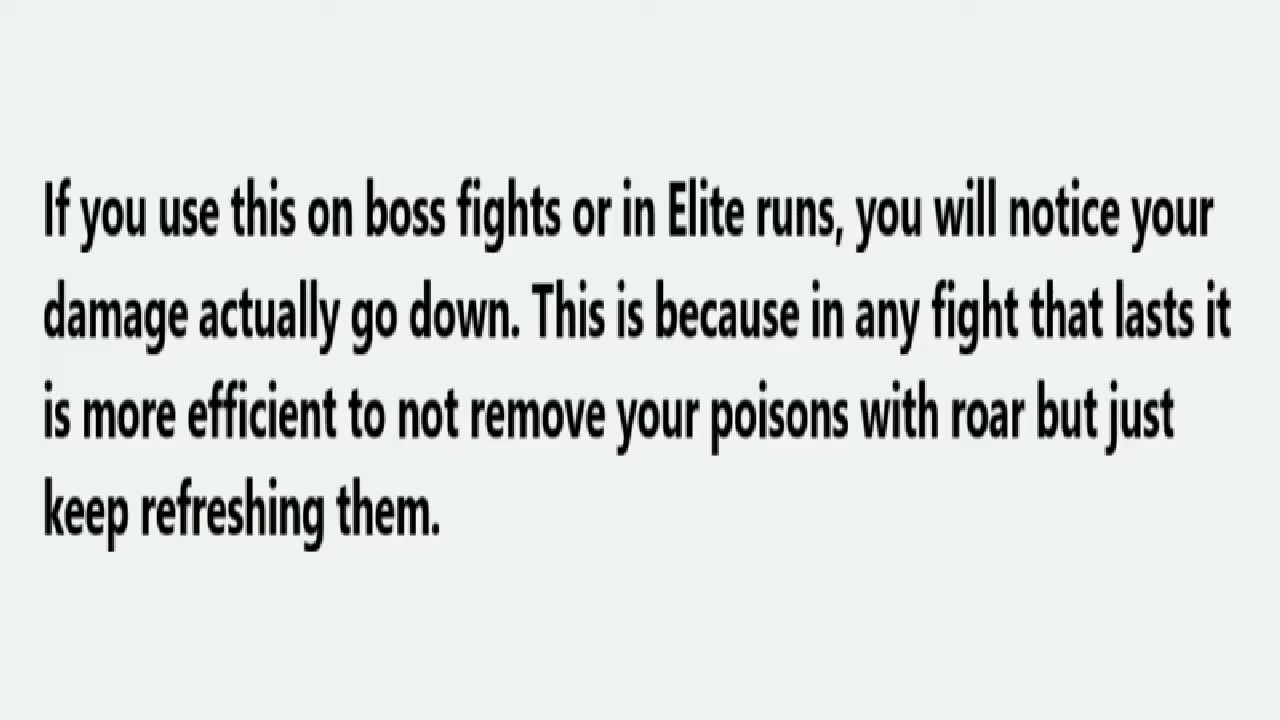 If you use this on boss fights or in Elite runs, you will notice your
damage actually go down. This is because in any fight that lasts it
is more efficient to not remove your poisons with roar but just
keep refreshing them.